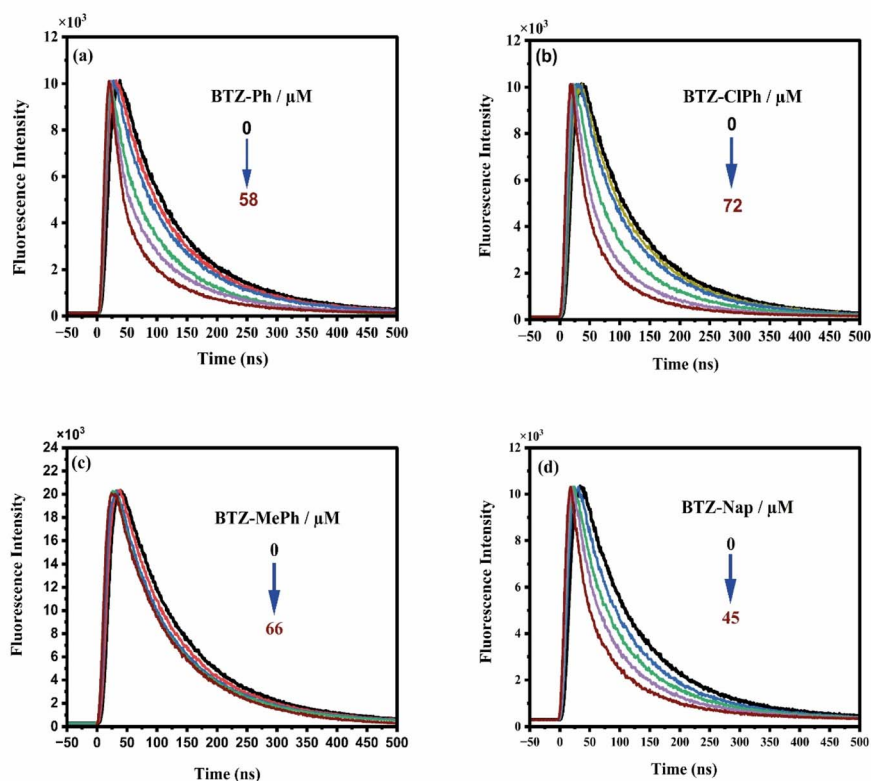 ×10³
12
10
8
6
4
2
0
Fluorescence Intensity
(a)
BTZ-Ph / µM
0
58
−50 0 50 100 150 200 250 300 350 400 450 500
Time (ns)
×10³
12
10
8
6
4
2
0
Fluorescence Intensity
(b)
BTZ-ClPh / µM
0
72
−50 0 50 100 150 200 250 300 350 400 450 500
Time (ns)
×10³
24
22
20
18
16
14
12
10
8
6
4
2
0
Fluorescence Intensity
(c)
BTZ-MePh / µM
0
66
−50 0 50 100 150 200 250 300 350 400 450 500
Time (ns)
×10³
12
10
8
6
4
2
0
Fluorescence Intensity
(d)
BTZ-Nap / µM
0
45
−50 0 50 100 150 200 250 300 350 400 450 500
Time (ns)